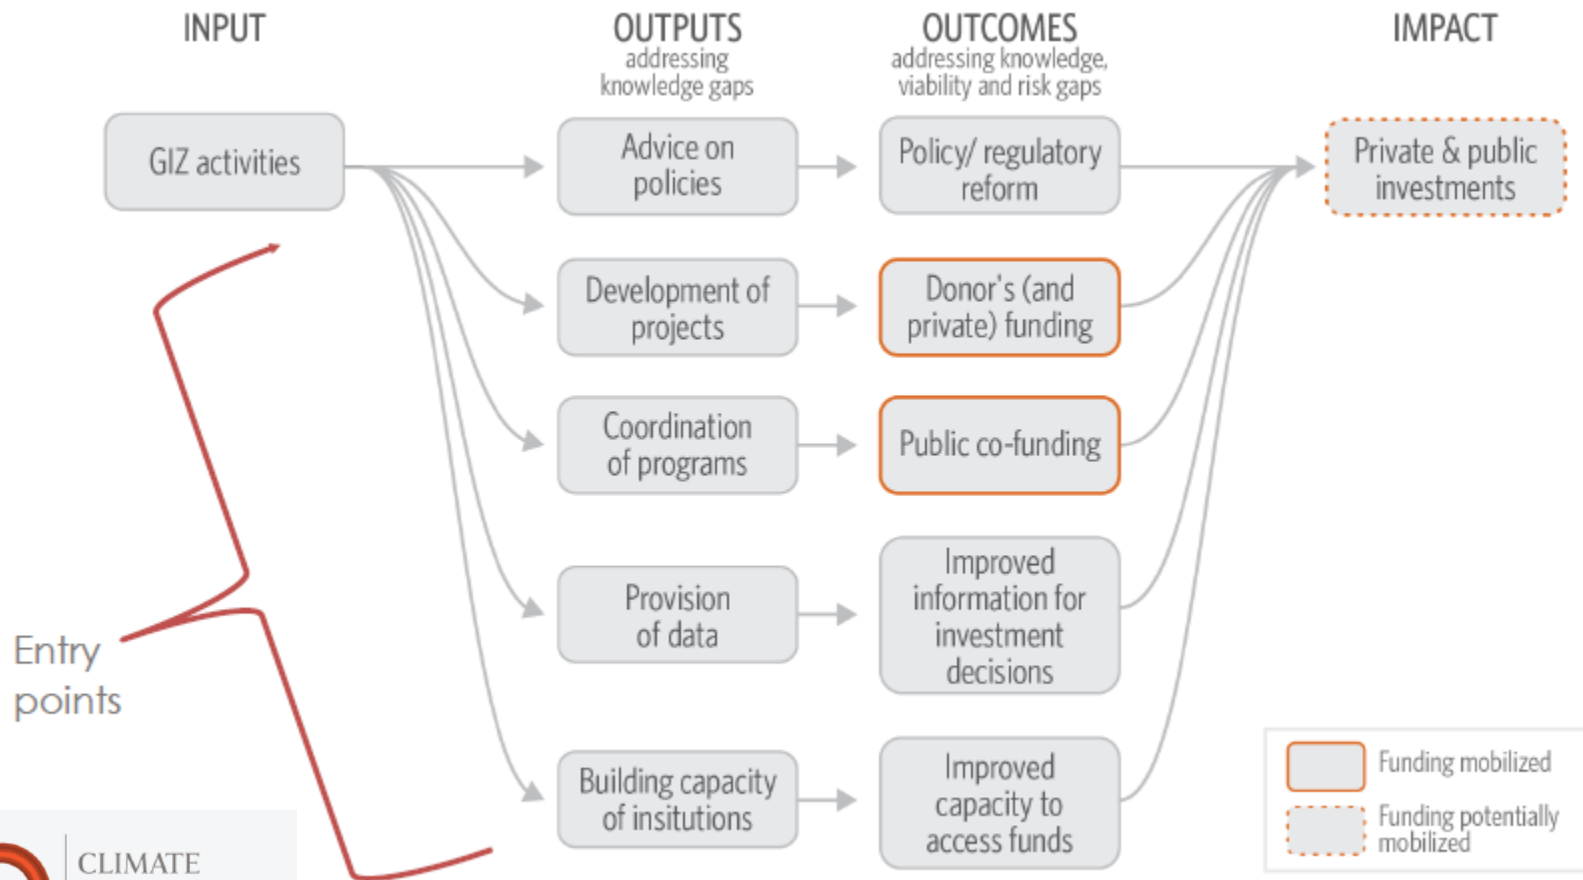 INPUT
OUTPUTS
addressing
knowledge gaps
OUTCOMES
addressing knowledge,
viability and risk gaps
IMPACT
GIZ activities
Advice on
policies
Policy/ regulatory
reform
Private & public
investments
Development of
projects
Donor's (and
private) funding
Coordination
of programs
Public co-funding
Provision
of data
Improved
information for
investment
decisions
Entry
points
Building capacity
of insitutions
Improved
capacity to
access funds
Funding mobilized
Funding potentially
mobilized
CLIMATE